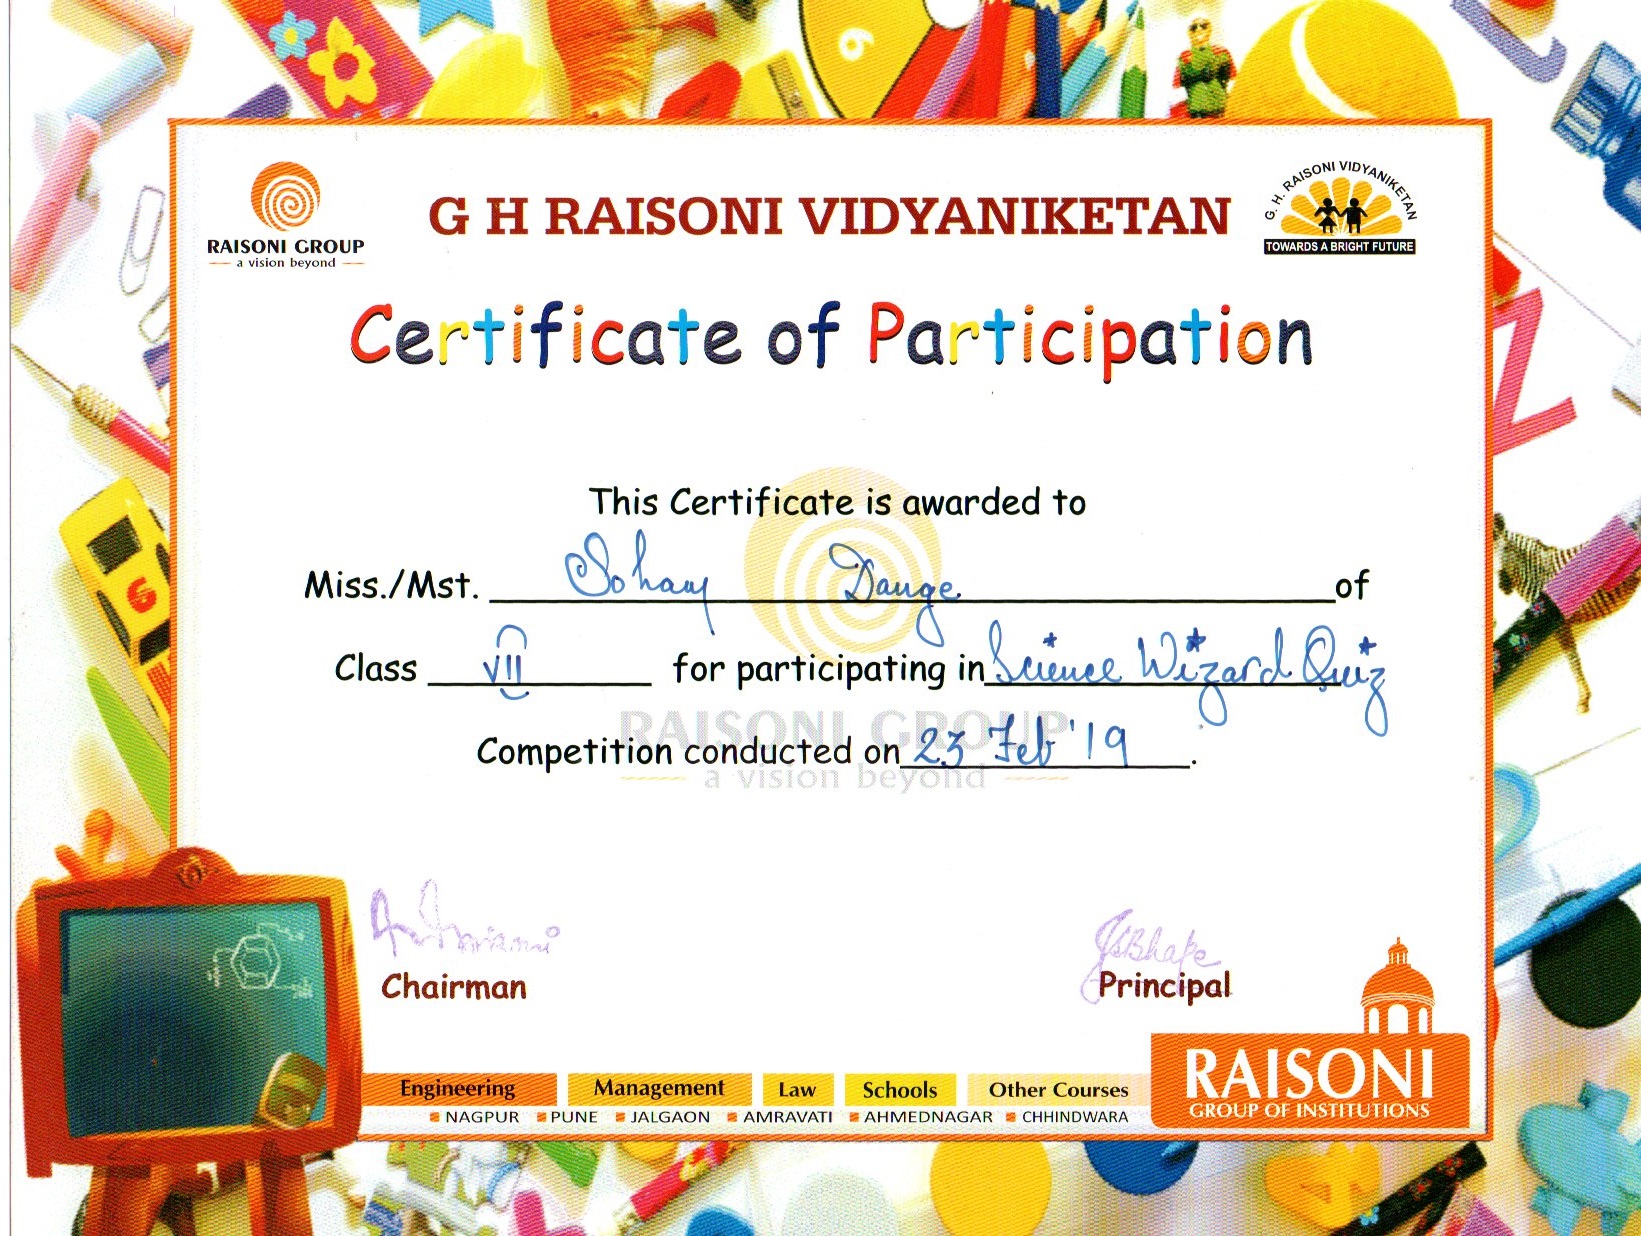 RAISONI GROUP
a vision beyond
G H RAISONI VIDYANIKETAN
G. H. RAISONI VIDYANIKETAN
TOWARDS A BRIGHT FUTURE
Certificate of Participation
This Certificate is awarded to
Miss./Mst. Soham Dange of
Class VII for participating in Science Wizard Quiz
Competition conducted on 23 Feb '19.
RAISONI GROUP
a vision beyond
Chairman
Principal
Engineering Management Law Schools Other Courses
NAGPUR PUNE JALGAON AMRAVATI AHMEDNAGAR CHHINDWARA
RAISONI
GROUP OF INSTITUTIONS